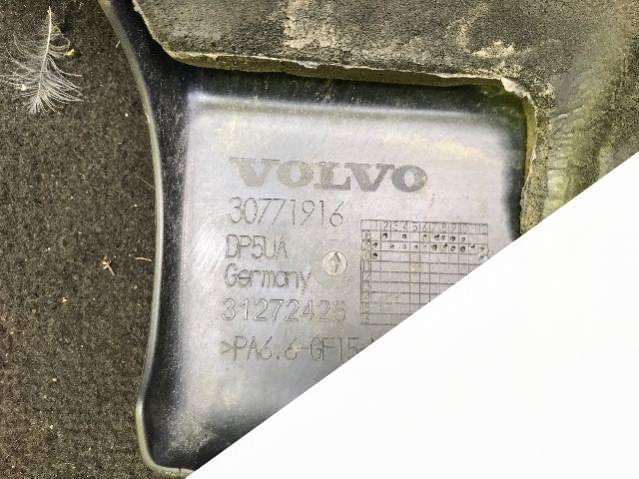 VOLVO
30771916
DP5UA
Germany
31272425
>PA6.6-GF15